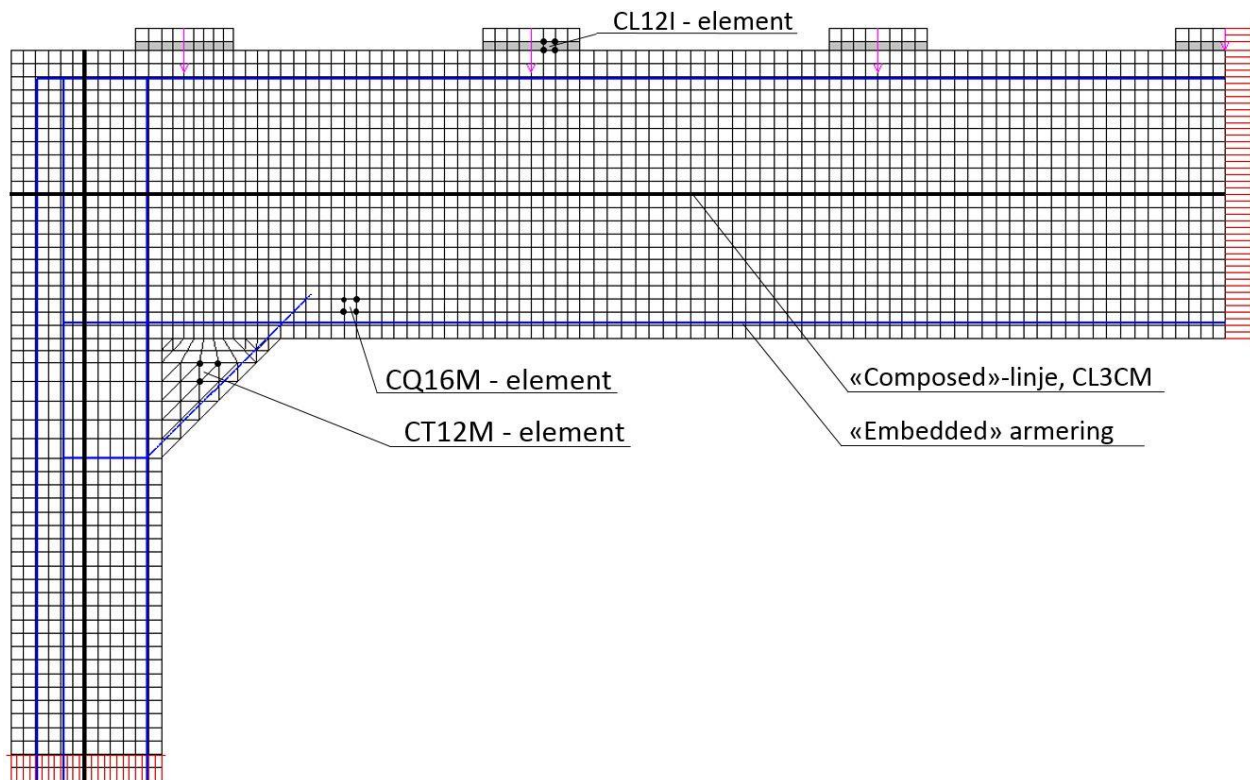 CL12I - element
CQ16M - element
CT12M - element
«Composed»-linje, CL3CM
«Embedded» armering